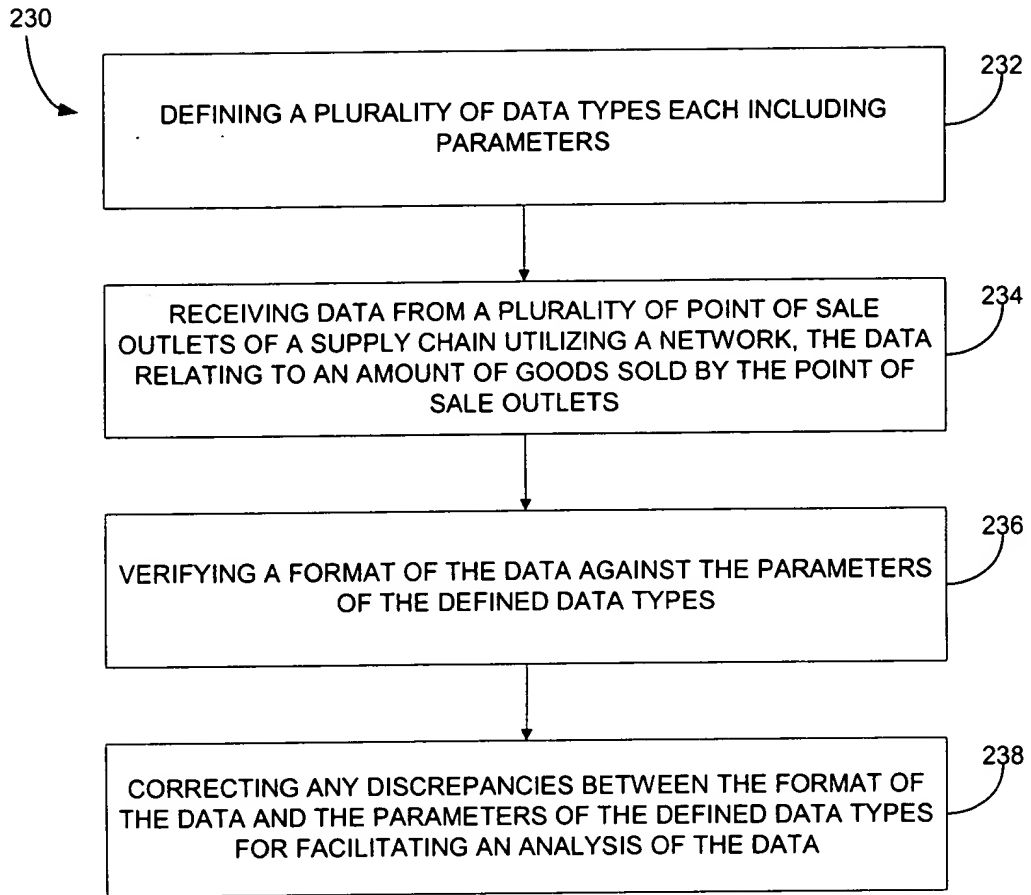 230
232
DEFINING A PLURALITY OF DATA TYPES EACH INCLUDING
PARAMETERS
234
RECEIVING DATA FROM A PLURALITY OF POINT OF SALE
OUTLETS OF A SUPPLY CHAIN UTILIZING A NETWORK, THE DATA
RELATING TO AN AMOUNT OF GOODS SOLD BY THE POINT OF
SALE OUTLETS
236
VERIFYING A FORMAT OF THE DATA AGAINST THE PARAMETERS
OF THE DEFINED DATA TYPES
238
CORRECTING ANY DISCREPANCIES BETWEEN THE FORMAT OF
THE DATA AND THE PARAMETERS OF THE DEFINED DATA TYPES
FOR FACILITATING AN ANALYSIS OF THE DATA